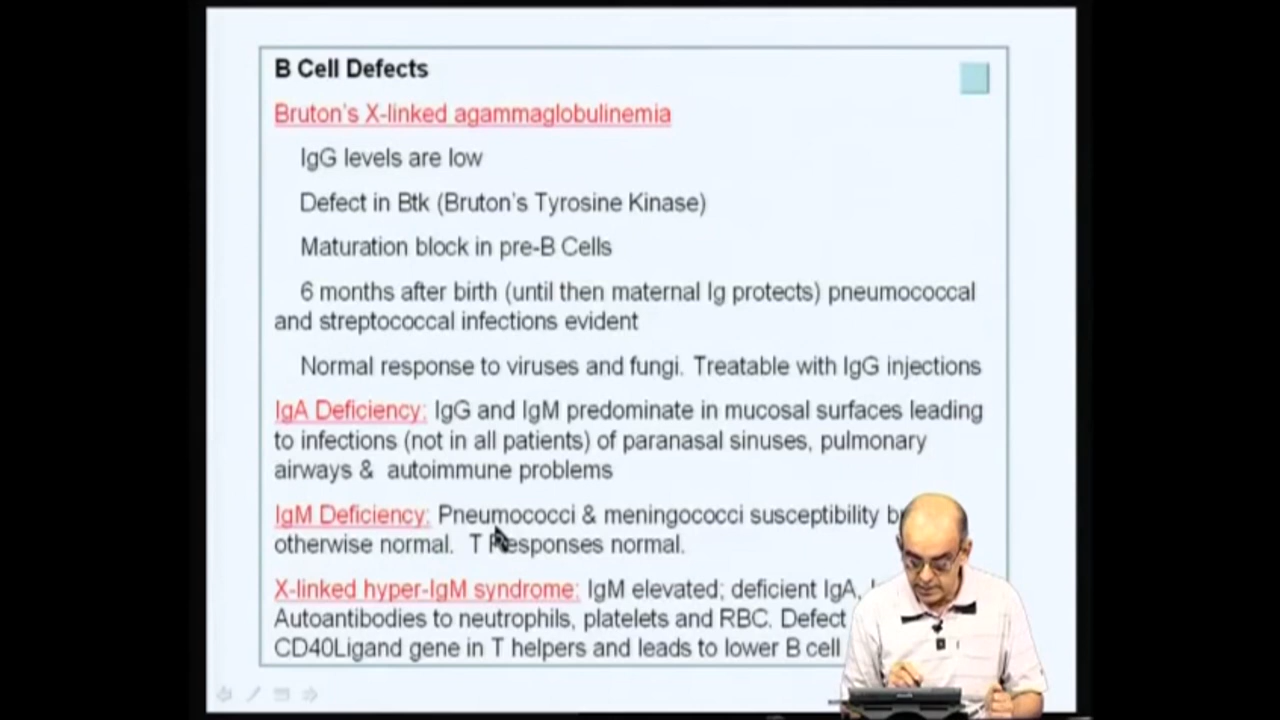 B Cell Defects
Bruton's X-linked agammaglobulinemia
IgG levels are low
Defect in Btk (Bruton's Tyrosine Kinase)
Maturation block in pre-B Cells
6 months after birth (until then maternal Ig protects) pneumococcal
and streptococcal infections evident
Normal response to viruses and fungi. Treatable with IgG injections
IgA Deficiency: IgG and IgM predominate in mucosal surfaces leading
to infections (not in all patients) of paranasal sinuses, pulmonary
airways & autoimmune problems
IgM Deficiency: Pneumococci & meningococci susceptibility
otherwise normal. T Responses normal.
X-linked hyper-IgM syndrome: IgM elevated; deficient IgA,
Autoantibodies to neutrophils, platelets and RBC. Defect
CD40Ligand gene in T helpers and leads to lower B cell